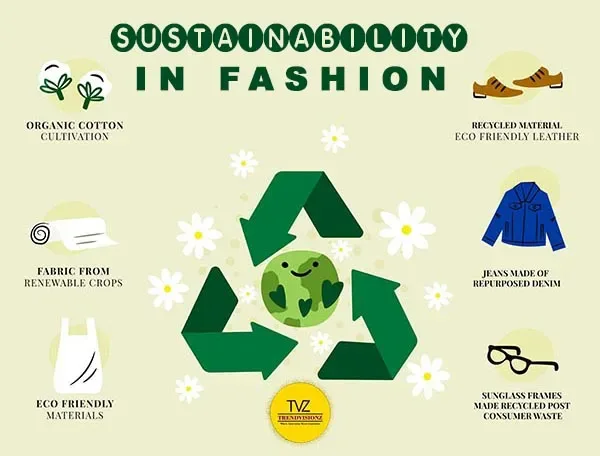 SUSTAINABILITY
IN FASHION
ORGANIC COTTON
CULTIVATION
RECYCLED MATERIAL
ECO FRIENDLY LEATHER
FABRIC FROM
RENEWABLE CROPS
JEANS MADE OF
REPURPOSED DENIM
ECO FRIENDLY
MATERIALS
SUNGLASS FRAMES
MADE RECYCLED POST
CONSUMER WASTE
TVZ
TRENDVISIONZ